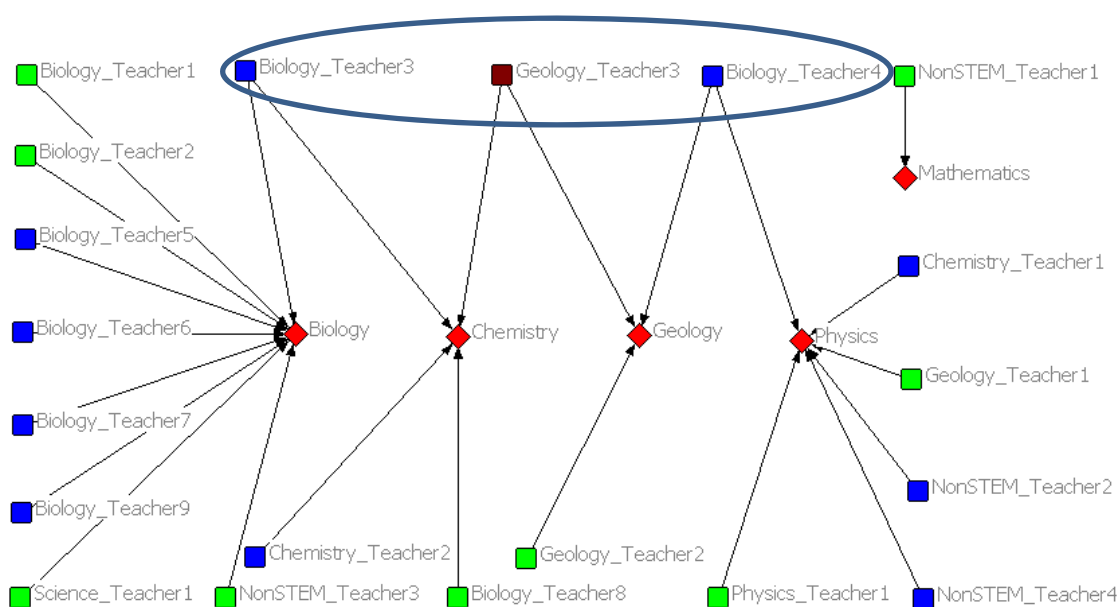 Biology_Teacher1
Biology_Teacher3
Geology_Teacher3
Biology_Teacher4
NonSTEM_Teacher1
Biology_Teacher2
Mathematics
Biology_Teacher5
Chemistry_Teacher1
Biology_Teacher6
Biology
Chemistry
Geology
Physics
Geology_Teacher1
Biology_Teacher7
NonSTEM_Teacher2
Biology_Teacher9
Chemistry_Teacher2
Geology_Teacher2
Science_Teacher1
NonSTEM_Teacher3
Biology_Teacher8
Physics_Teacher1
NonSTEM_Teacher4